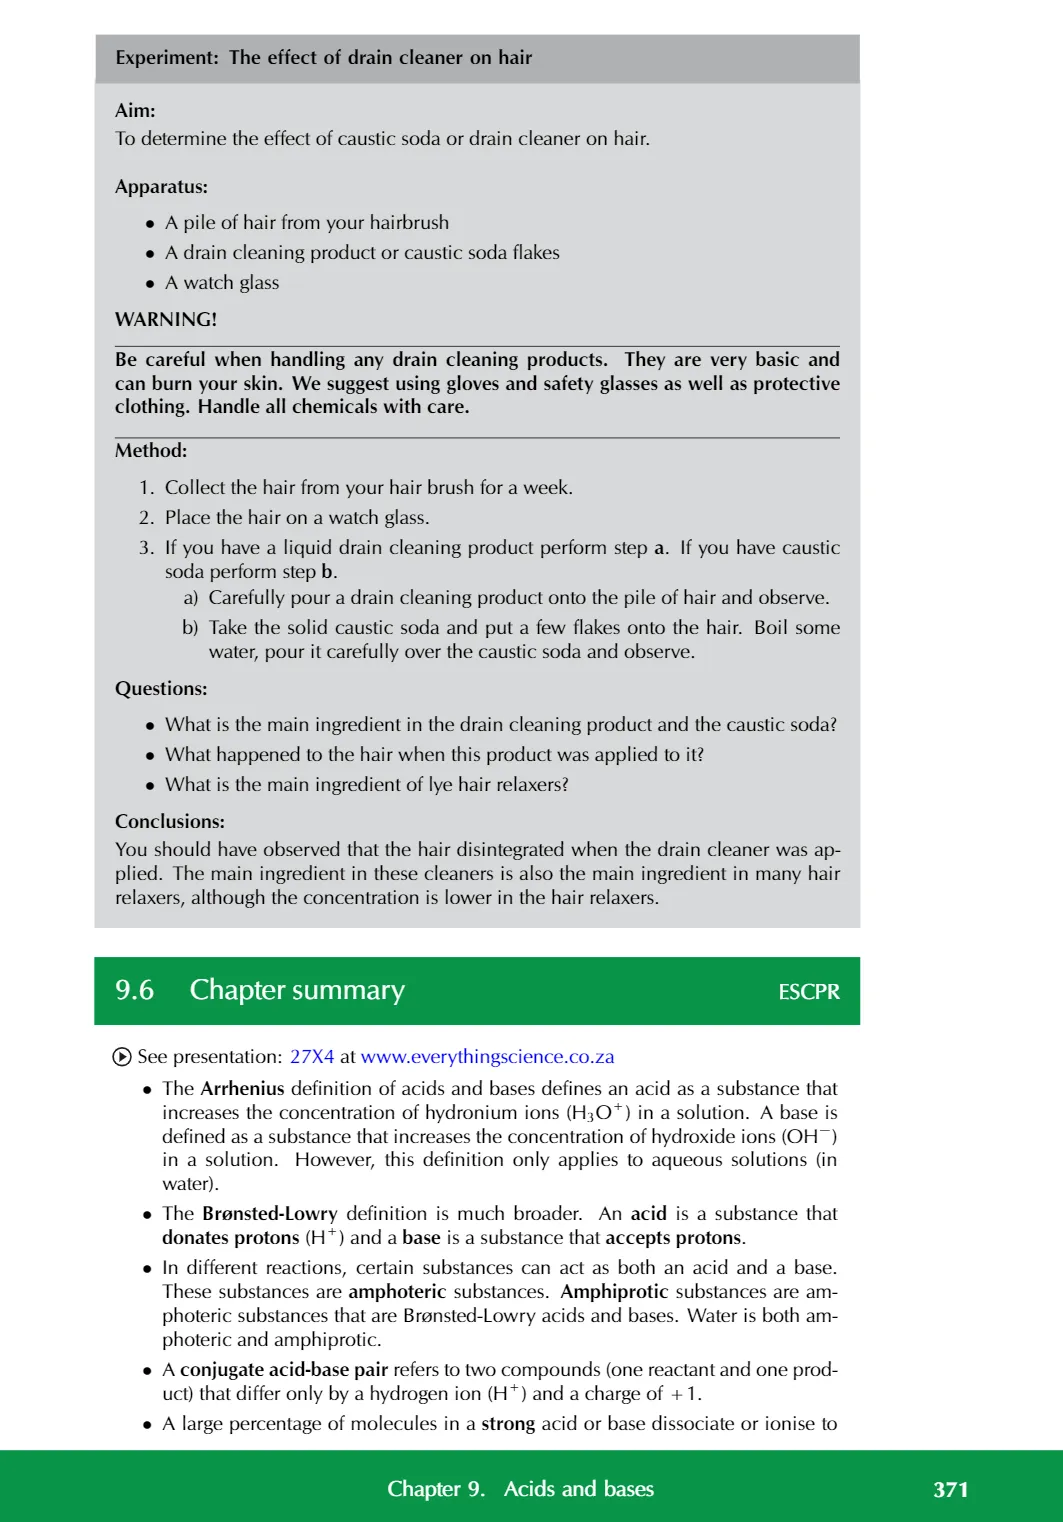 Experiment: The effect of drain cleaner on hair
Aim:
To determine the effect of caustic soda or drain cleaner on hair.
Apparatus:
• A pile of hair from your hairbrush
• A drain cleaning product or caustic soda flakes
• A watch glass
WARNING!
Be careful when handling any drain cleaning products. They are very basic and
can burn your skin. We suggest using gloves and safety glasses as well as protective
clothing. Handle all chemicals with care.
Method:
1. Collect the hair from your hair brush for a week.
2. Place the hair on a watch glass.
3. If you have a liquid drain cleaning product perform step a. If you have caustic
soda perform step b.
a) Carefully pour a drain cleaning product onto the pile of hair and observe.
b) Take the solid caustic soda and put a few flakes onto the hair. Boil some
water, pour it carefully over the caustic soda and observe.
Questions:
• What is the main ingredient in the drain cleaning product and the caustic soda?
• What happened to the hair when this product was applied to it?
• What is the main ingredient of lye hair relaxers?
Conclusions:
You should have observed that the hair disintegrated when the drain cleaner was ap-
plied. The main ingredient in these cleaners is also the main ingredient in many hair
relaxers, although the concentration is lower in the hair relaxers.
9.6 Chapter summary ESCPR
See presentation: 27X4 at www.everythingscience.co.za
• The Arrhenius definition of acids and bases defines an acid as a substance that
increases the concentration of hydronium ions (H₃O⁺) in a solution. A base is
defined as a substance that increases the concentration of hydroxide ions (OH⁻)
in a solution. However, this definition only applies to aqueous solutions (in
water).
• The Brønsted-Lowry definition is much broader. An acid is a substance that
donates protons (H⁺) and a base is a substance that accepts protons.
• In different reactions, certain substances can act as both an acid and a base.
These substances are amphoteric substances. Amphiprotic substances are am-
photeric substances that are Brønsted-Lowry acids and bases. Water is both am-
photeric and amphiprotic.
• A conjugate acid-base pair refers to two compounds (one reactant and one prod-
uct) that differ only by a hydrogen ion (H⁺) and a charge of +1.
• A large percentage of molecules in a strong acid or base dissociate or ionise to
Chapter 9. Acids and bases 371